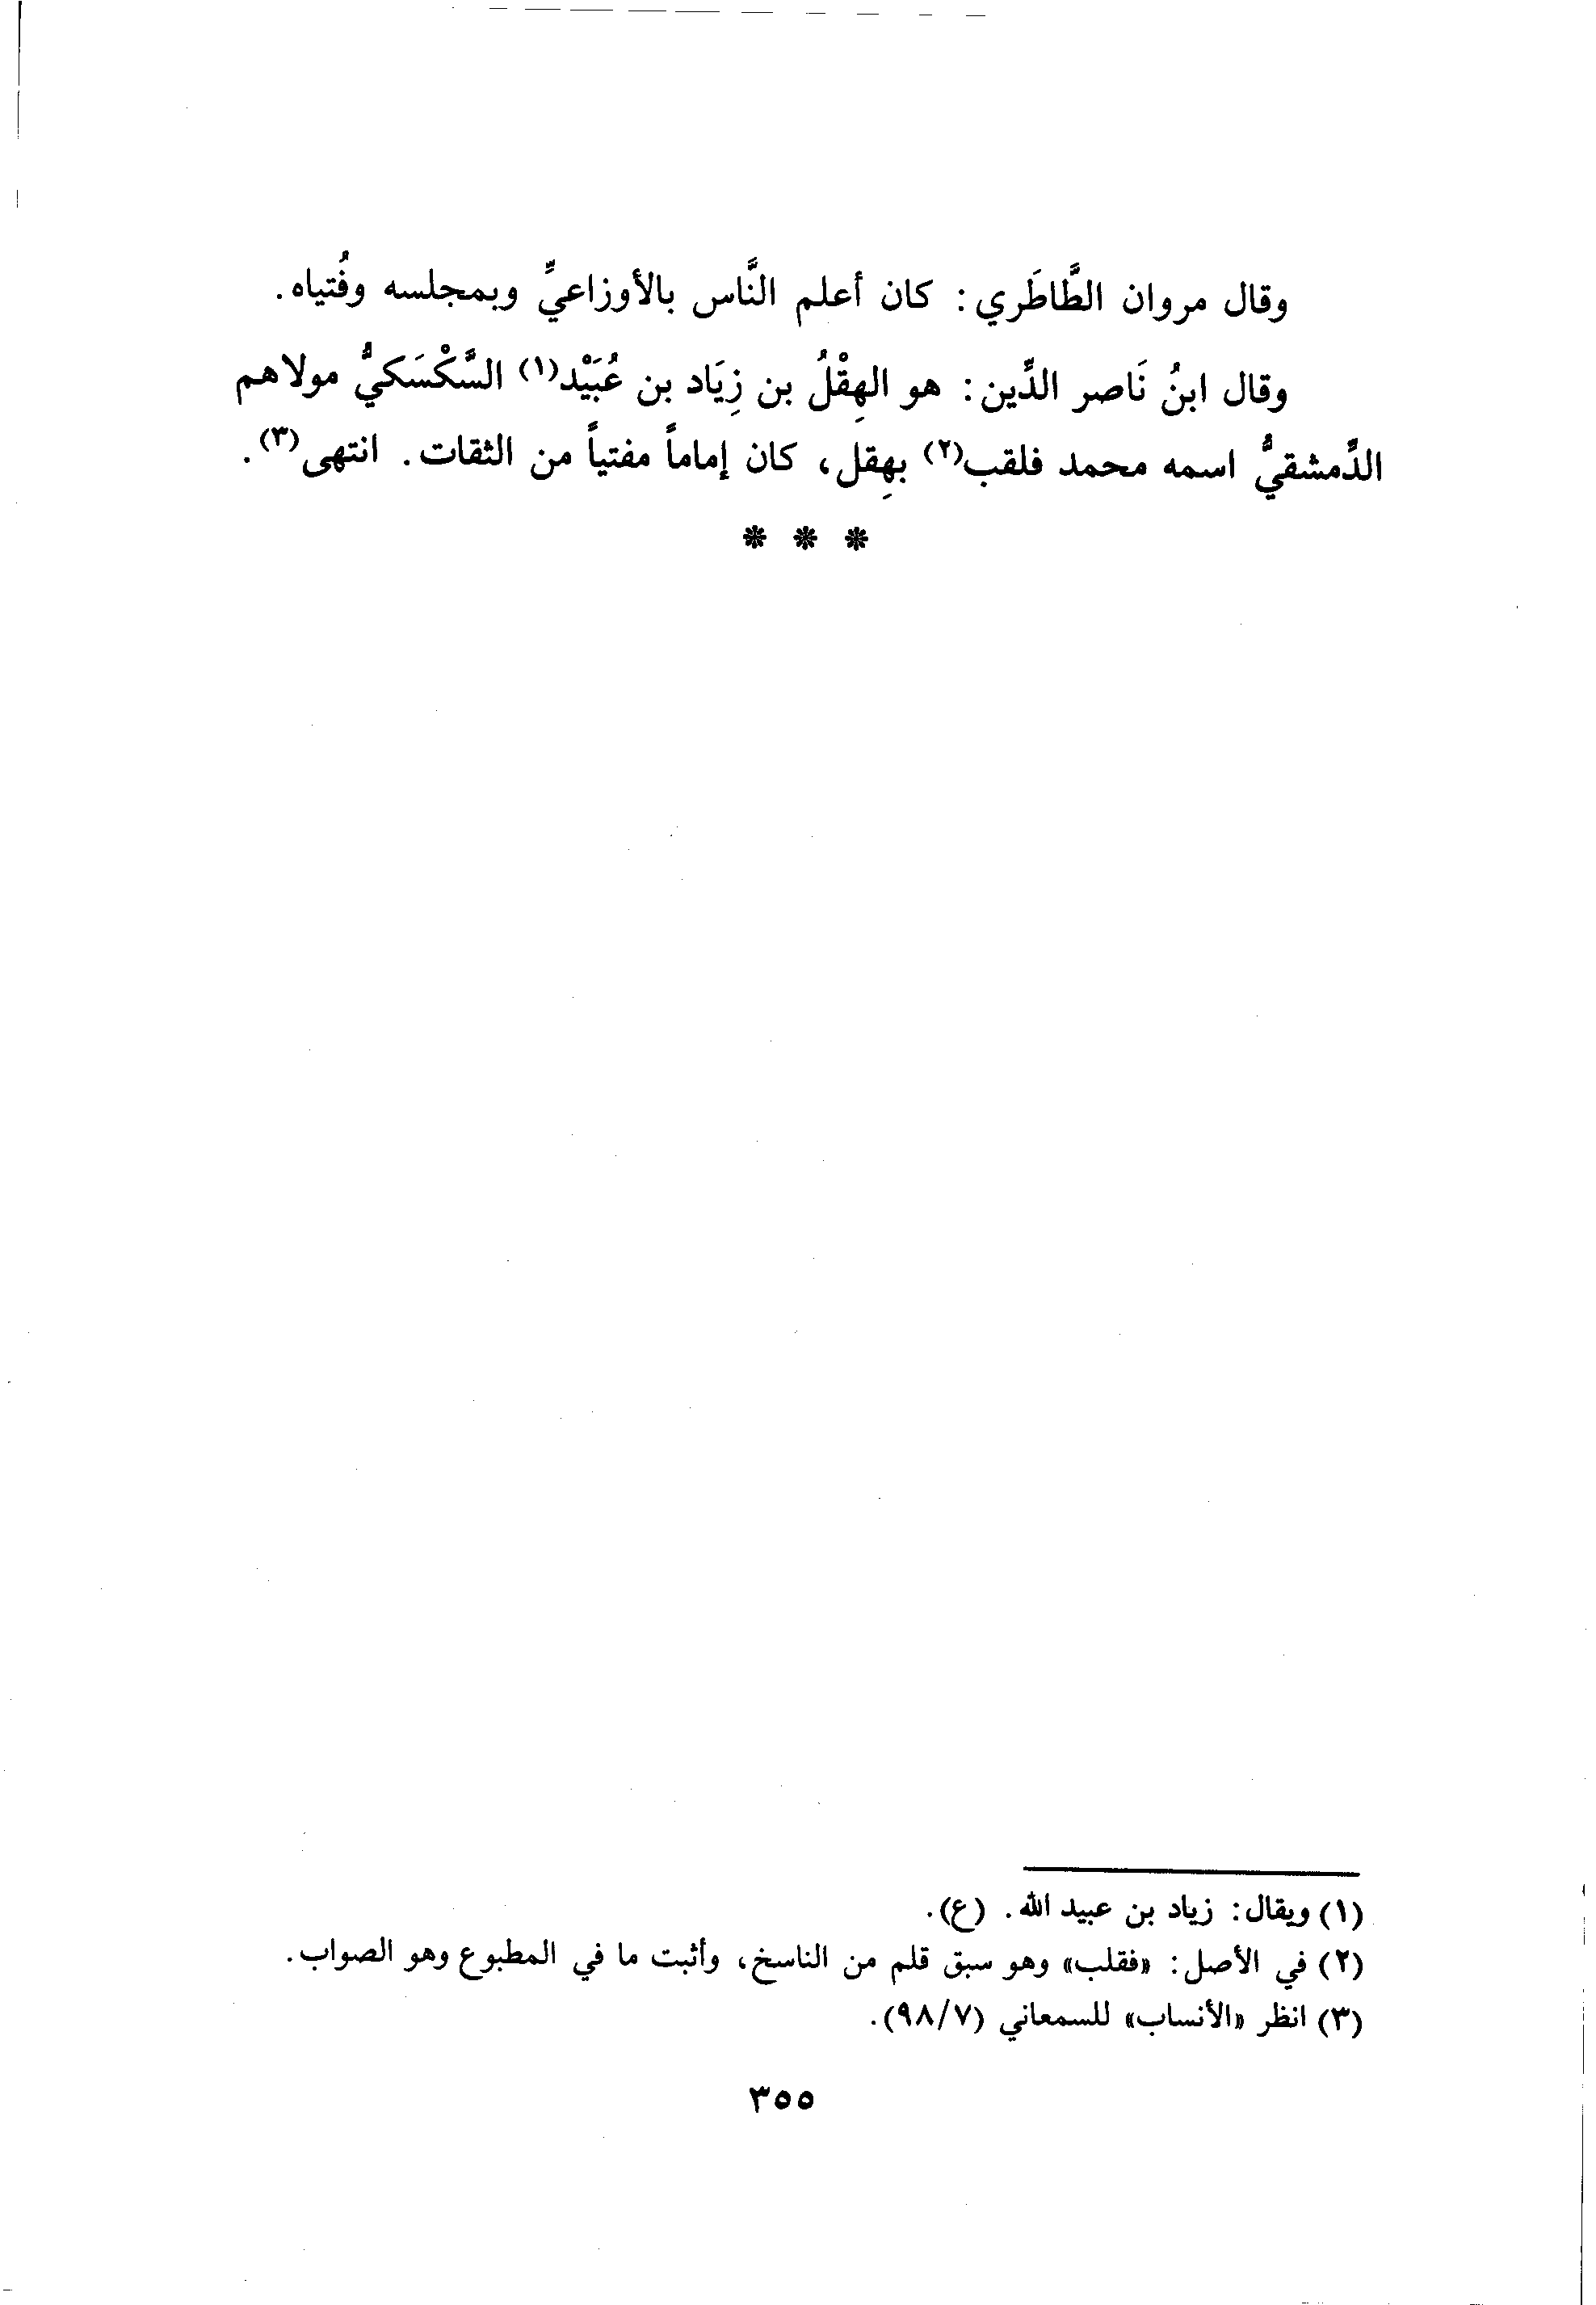 وقال مروان الطَّاطَري: كان أعلم النَّاس بالأوزاعيِّ وبمجلسه وفُتياه.
وقال ابنُ نَاصر الدِّين: هو الهِقْلُ بن زِيَاد بن عُبَيْد(١) السَّكْسَكيُّ مولاهم
الدِّمشقيُّ اسمه محمد فلقب(٢) بهِقل، كان إماماً مفتياً من الثقات. انتهى(٣).
* * *
(١) ويقال: زياد بن عبيد الله. (ع).
(٢) في الأصل: «فقلب» وهو سبق قلم من الناسخ، وأثبت ما في المطبوع وهو الصواب.
(٣) انظر «الأنساب» للسمعاني (٩٨/٧).
٣٥٥